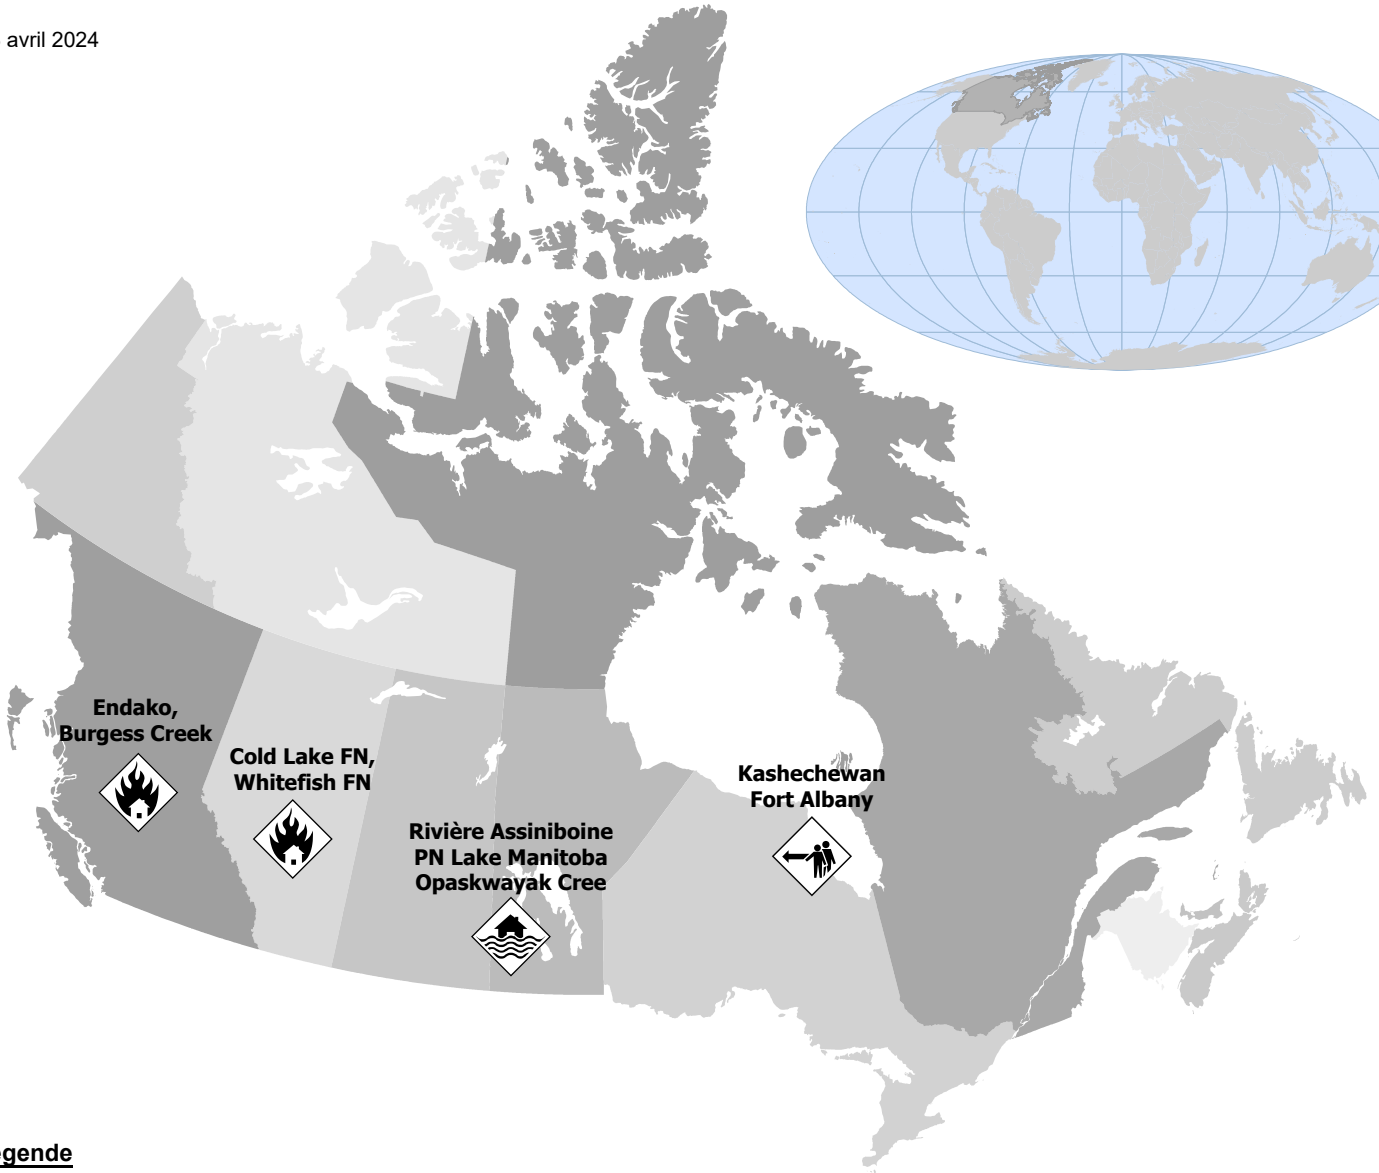 avril 2024
Endako,
Burgess Creek
Cold Lake FN,
Whitefish FN
Rivière Assiniboine
PN Lake Manitoba
Opaskwayak Cree
Kashechewan
Fort Albany
égende